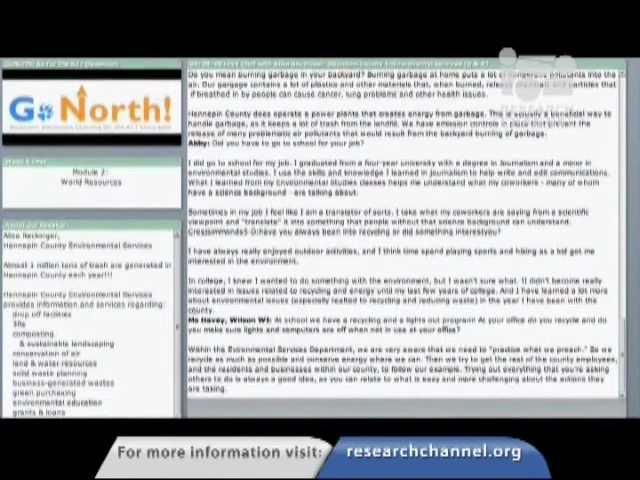 Go North!
Week 8 Chat
Module 2:
World Resources
About our Expert
Alisa Reckinger,
Hennepin County Environmental Services
Almost 1 million tons of trash are generated in
Hennepin County each year!!!
Hennepin County Environmental Services
provides information and services regarding:
drop off facilities
3Rs
composting
& sustainable landscaping
conservation of air
land & water resources
solid waste planning
business-generated wastes
green purchasing
environmental education
grants & loans
Do you mean burning garbage in your backyard? Burning garbage at home puts a lot of dangerous pollutants into the
air. Our gargage contains a lot of plastics and other materials that, when burned, release chemicals and particles that
if breathed in by people can cause cancer, lung problems and other health issues.
Hennepin County does operate a power plants that creates energy from garbage. This is actually a beneficial way to
handle garbage, as it keeps a lot of trash from the landfill. We have emission controls in place that prevent the
release of many problematic air pollutants that would result from the backyard burning of garbage.
Abby: Did you have to go to school for your job?
I did go to school for my job. I graduated from a four-year university with a degree in Journalism and a minor in
environmental studies. I use the skills and knowledge I learned in journalism to help write and edit communications.
What I learned from my Environmental Studies classes helps me understand what my coworkers - many of whom
have a science background - are talking about.
Sometimes in my job I feel like I am a translator of sorts. I take what my coworkers are saying from a scientific
viewpoint and "translate" it into something that people without that science background can understand.
have you always been into recycling or did something interest you?
I have always really enjoyed outdoor activities, and I think time spend playing sports and hiking as a kid got me
interested in the environment.
In college, I knew I wanted to do something with the environment, but I wasn't sure what. I didn't become really
interested in issues related to recycling and energy until my last few years of college. And I have learned a lot more
about environmental issues (especially realted to recycling and reducing waste) in the year I have been with the
county.
Ms Havey, Wilson WI: At school we have a recycling and a lights out program! At your office do you recycle and do
you make sure lights and computers are off when not in use at your office?
Within the Evironmental Services Department, we are very aware that we need to "practice what we preach." So we
recycle as much as possible and conserve energy where we can. Then we try to get the rest of the county employees,
and the residents and businesses within our county, to follow our example. Trying out everything that you're asking
others to do is always a good idea, as you can relate to what is easy and more challenging about the actions they
are taking.
RESEARCH
For more information visit: researchchannel.org